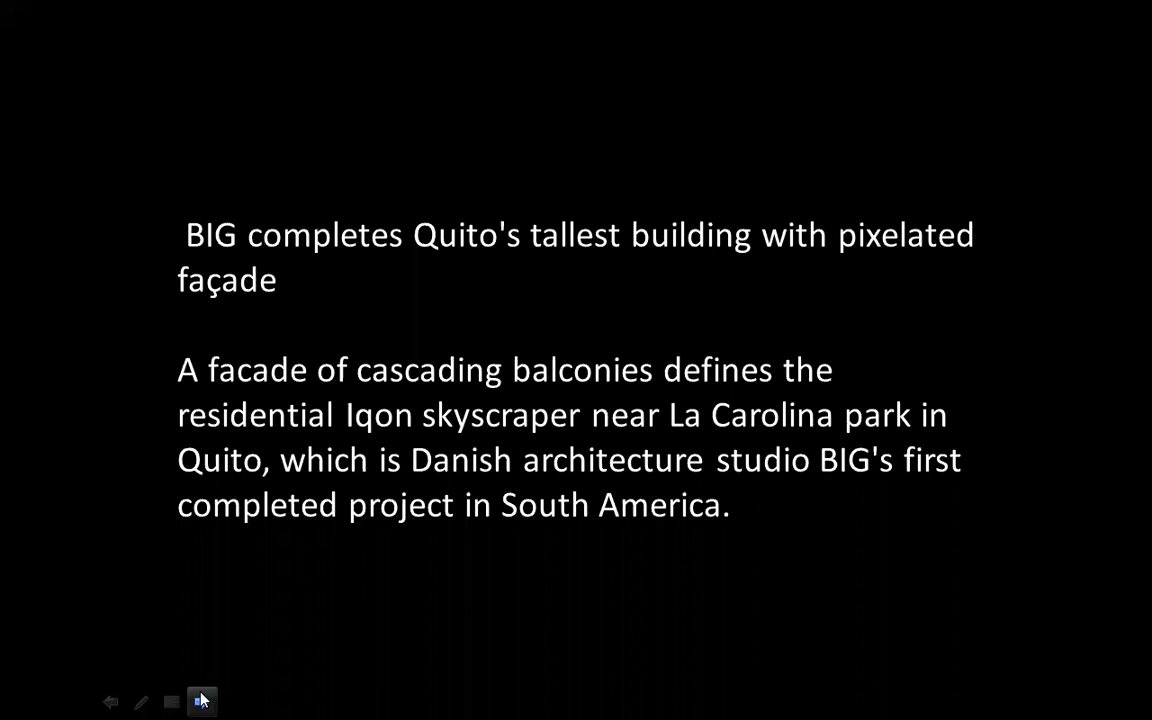 BIG completes Quito's tallest building with pixelated
façade
A facade of cascading balconies defines the
residential Iqon skyscraper near La Carolina park in
Quito, which is Danish architecture studio BIG's first
completed project in South America.